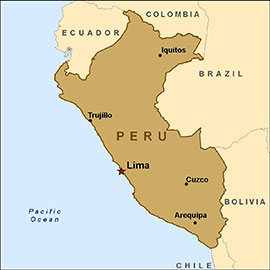 COLOMBIA
ECUADOR
Iquitos
BRAZIL
Trujillo
PERU
Lima
Cuzco
BOLIVIA
Pacific
Ocean
Arequipa
CHILE